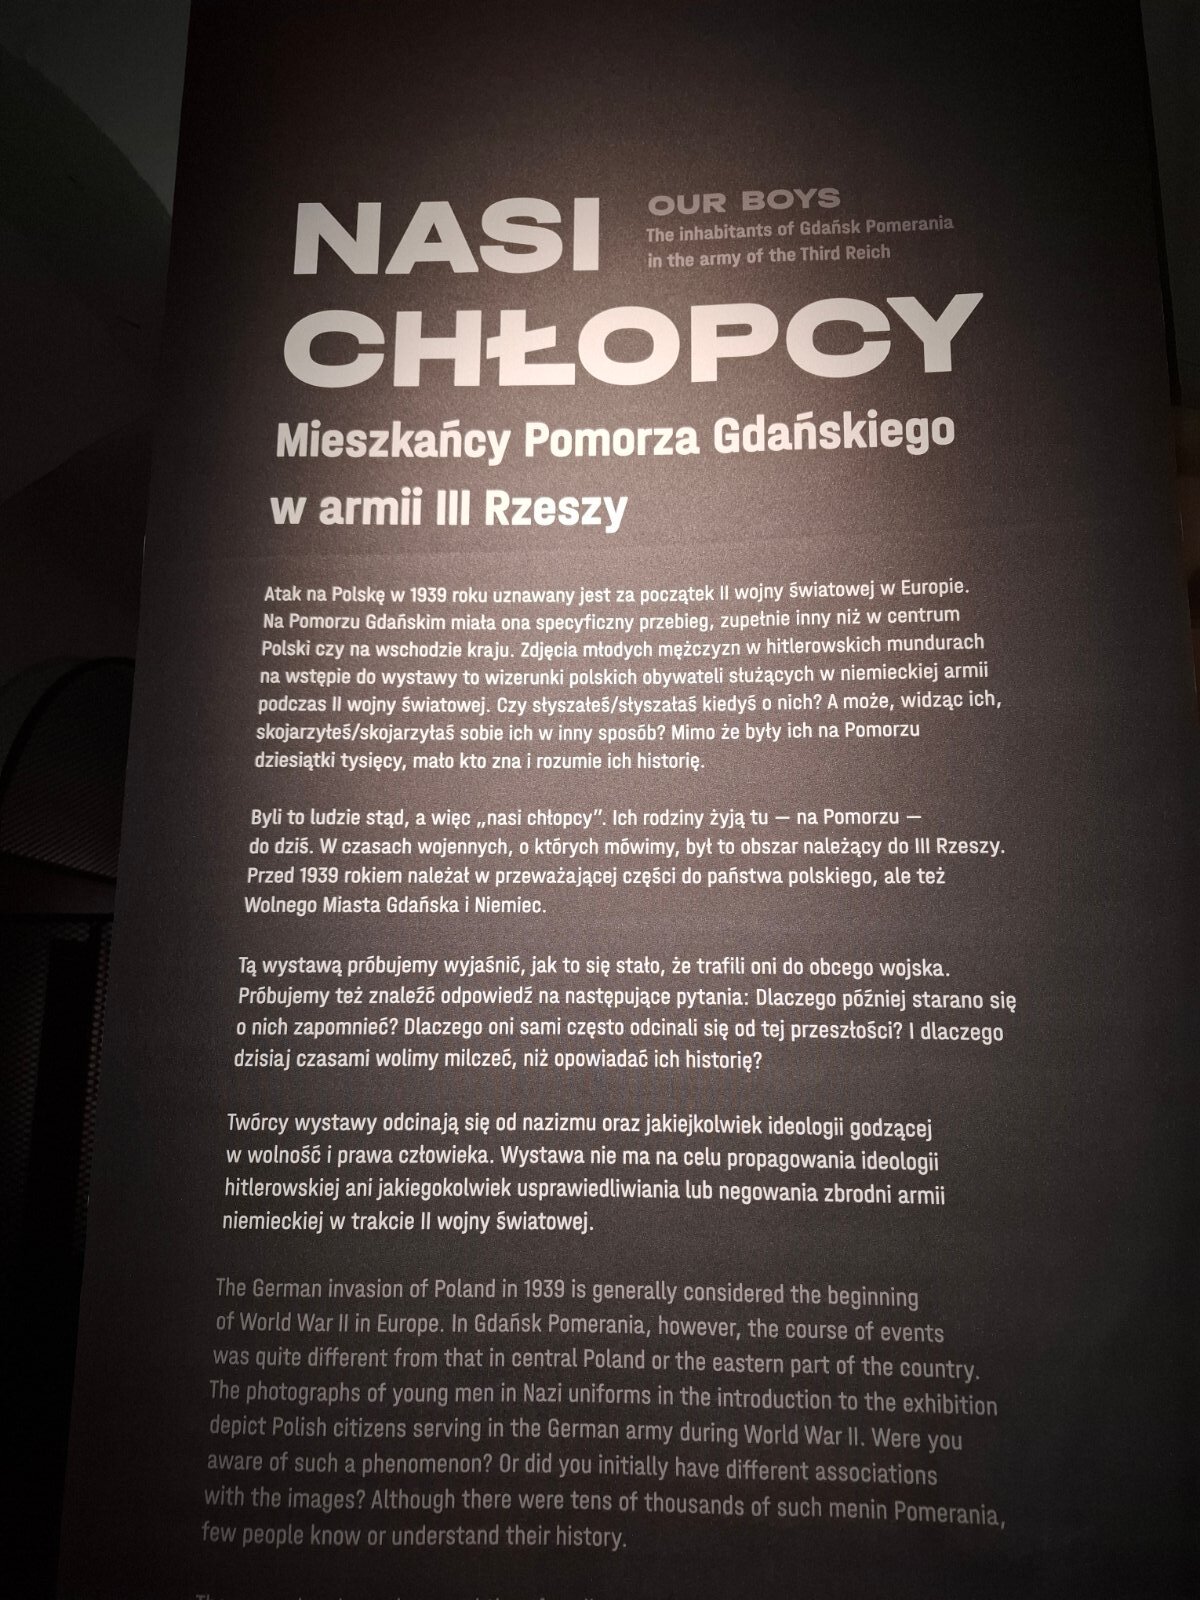 NASI
OUR BOYS
The inhabitants of Gdańsk Pomerania
in the army of the Third Reich
CHŁOPCY
Mieszkańcy Pomorza Gdańskiego
w armii III Rzeszy
Atak na Polskę w 1939 roku uznawany jest za początek II wojny światowej w Europie.
Na Pomorzu Gdańskim miała ona specyficzny przebieg, zupełnie inny niż w centrum
Polski czy na wschodzie kraju. Zdjęcia młodych mężczyzn w hitlerowskich mundurach
na wstępie do wystawy to wizerunki polskich obywateli służących w niemieckiej armii
podczas II wojny światowej. Czy słyszałeś/słyszałaś kiedyś o nich? A może, widząc ich,
skojarzyłeś/skojarzyłaś sobie ich w inny sposób? Mimo że były ich na Pomorzu
dziesiątki tysięcy, mało kto zna i rozumie ich historię.
Byli to ludzie stąd, a więc „nasi chłopcy”. Ich rodziny żyją tu — na Pomorzu —
do dziś. W czasach wojennych, o których mówimy, był to obszar należący do III Rzeszy.
Przed 1939 rokiem należał w przeważającej części do państwa polskiego, ale też
Wolnego Miasta Gdańska i Niemiec.
Tą wystawą próbujemy wyjaśnić, jak to się stało, że trafili oni do obcego wojska.
Próbujemy też znaleźć odpowiedź na następujące pytania: Dlaczego później starano się
o nich zapomnieć? Dlaczego oni sami często odcinali się od tej przeszłości? I dlaczego
dzisiaj czasami wolimy milczeć, niż opowiadać ich historię?
Twórcy wystawy odcinają się od nazizmu oraz jakiejkolwiek ideologii godzącej
w wolność i prawa człowieka. Wystawa nie ma na celu propagowania ideologii
hitlerowskiej ani jakiegokolwiek usprawiedliwiania lub negowania zbrodni armii
niemieckiej w trakcie II wojny światowej.
The German invasion of Poland in 1939 is generally considered the beginning
of World War II in Europe. In Gdańsk Pomerania, however, the course of events
was quite different from that in central Poland or the eastern part of the country.
The photographs of young men in Nazi uniforms in the introduction to the exhibition
depict Polish citizens serving in the German army during World War II. Were you
aware of such a phenomenon? Or did you initially have different associations
with the images? Although there were tens of thousands of such menin Pomerania,
few people know or understand their history.